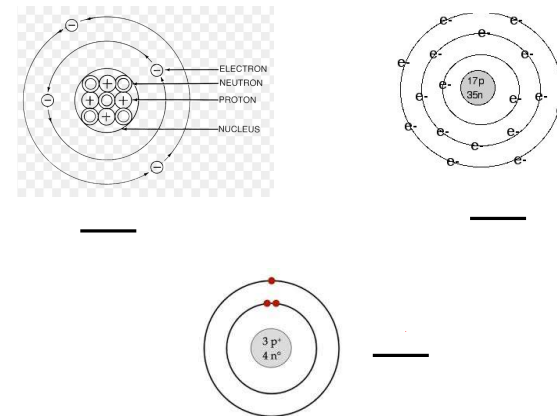 ELECTRON
NEUTRON
PROTON
NUCLEUS
e- e-
e-
e- e-
e-
e-
17p
35n
e- e- e-
e-
e- e-
e-
e- e-
3 p⁺
4 n⁰